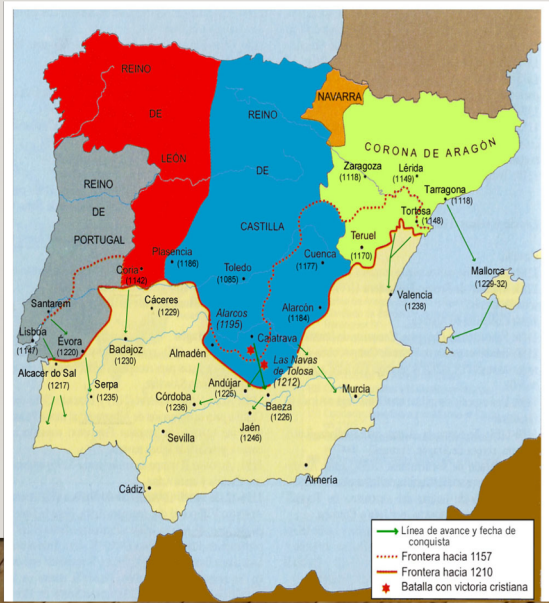 REINO
DE
LEÓN
REINO
DE
CASTILLA
NAVARRA
CORONA DE ARAGÓN
Zaragoza
(1118)
Lérida
(1149)
Tarragona
(1118)
Tortosa
(1148)
Teruel
(1170)
REINO
DE
PORTUGAL
Plasencia
(1186)
Coria
(1142)
Toledo
(1085)
Cuenca
(1177)
Mallorca
(1229-32)
Valencia
(1238)
Santarem
Lisboa
(1147)
Évora
(1220)
Cáceres
(1229)
Alarcos
(1195)
Alarcón
(1184)
Badajoz
(1230)
Almadén
Calatrava
Las Navas
de Tolosa
(1212)
Alcacer do Sal
(1217)
Serpa
(1235)
Andújar
(1225)
Córdoba
(1236)
Baeza
(1226)
Murcia
Jaén
(1246)
Sevilla
Cádiz
Almería
Línea de avance y fecha de
conquista
Frontera hacia 1157
Frontera hacia 1210
Batalla con victoria cristiana